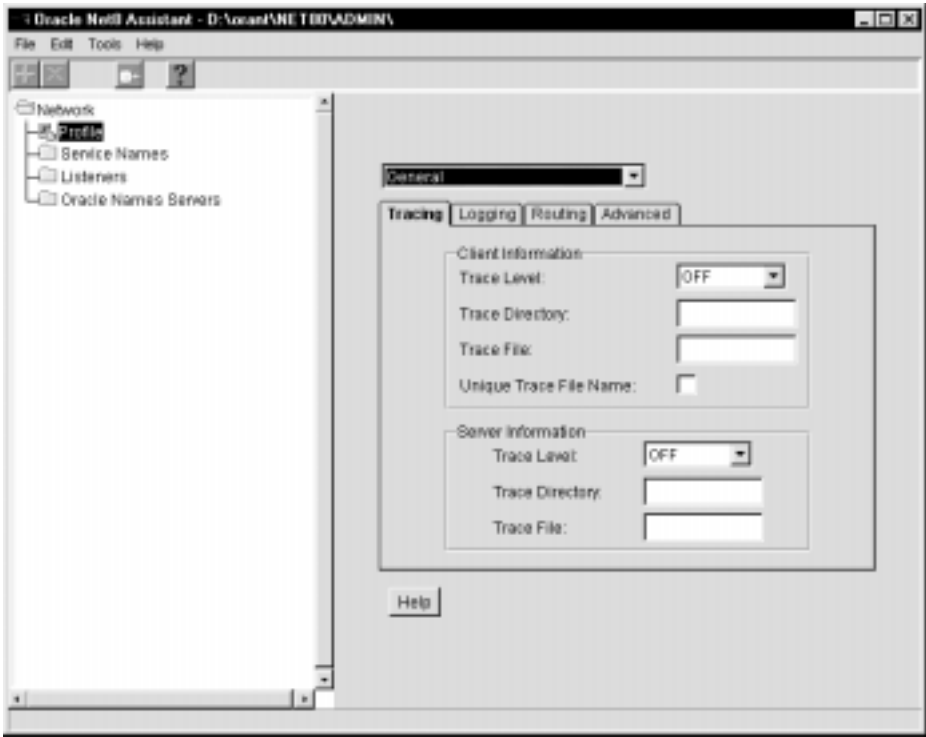 Oracle Net8 Assistant - D:\orant\NET80\ADMIN\
File Edit Tools Help
Network
Profile
Service Names
Listeners
Oracle Names Servers
General
Tracing Logging Routing Advanced
Client Information
Trace Level: OFF
Trace Directory:
Trace File:
Unique Trace File Name:
Server Information
Trace Level: OFF
Trace Directory:
Trace File:
Help